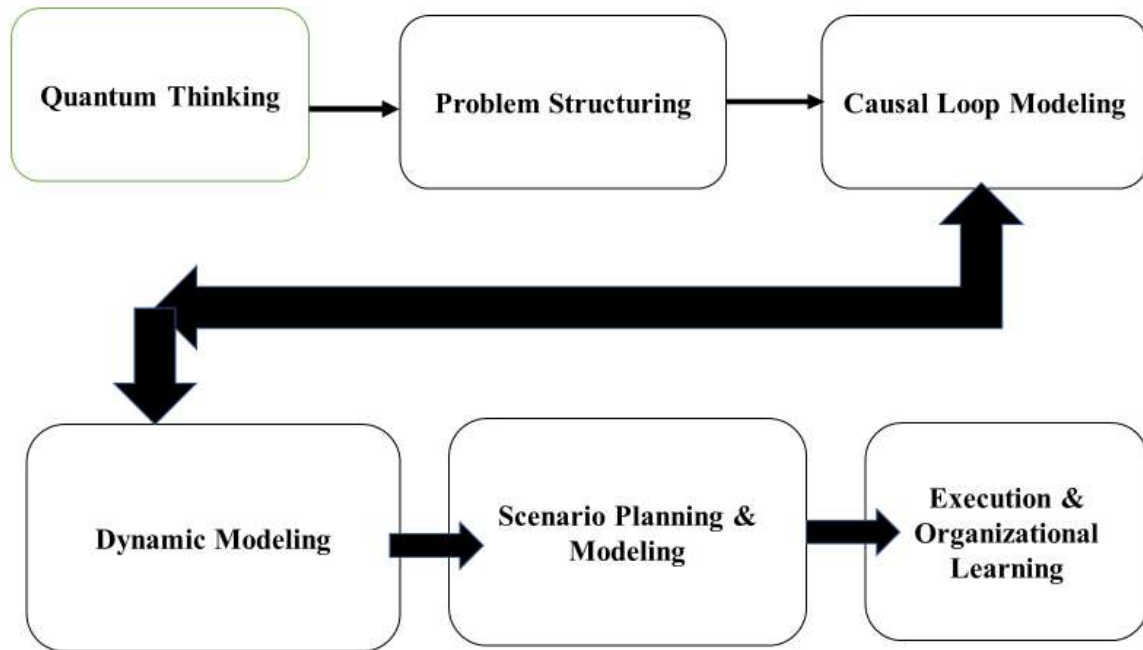 Quantum Thinking
Problem Structuring
Causal Loop Modeling
Dynamic Modeling
Scenario Planning &
Modeling
Execution &
Organizational
Learning